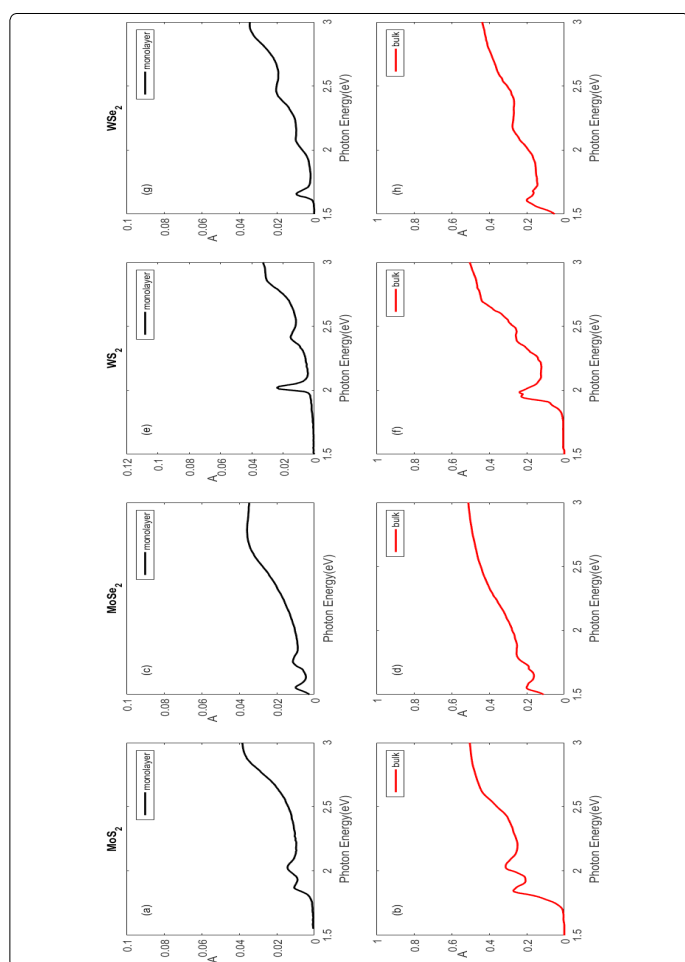 MoS2
(a)
monolayer
A
0.1
0.08
0.06
0.04
0.02
0
1.5
2
2.5
3
Photon Energy(eV)
MoSe2
(c)
monolayer
A
0.1
0.08
0.06
0.04
0.02
0
1.5
2
2.5
3
Photon Energy(eV)
WS2
(e)
monolayer
A
0.12
0.1
0.08
0.06
0.04
0.02
0
1.5
2
2.5
3
Photon Energy(eV)
WSe2
(g)
monolayer
A
0.1
0.08
0.06
0.04
0.02
0
1.5
2
2.5
3
Photon Energy(eV)
(b)
bulk
A
1
0.8
0.6
0.4
0.2
0
1.5
2
2.5
3
Photon Energy(eV)
(d)
bulk
A
1
0.8
0.6
0.4
0.2
0
1.5
2
2.5
3
Photon Energy(eV)
(f)
bulk
A
1
0.8
0.6
0.4
0.2
0
1.5
2
2.5
3
Photon Energy(eV)
(h)
bulk
A
1
0.8
0.6
0.4
0.2
0
1.5
2
2.5
3
Photon Energy(eV)